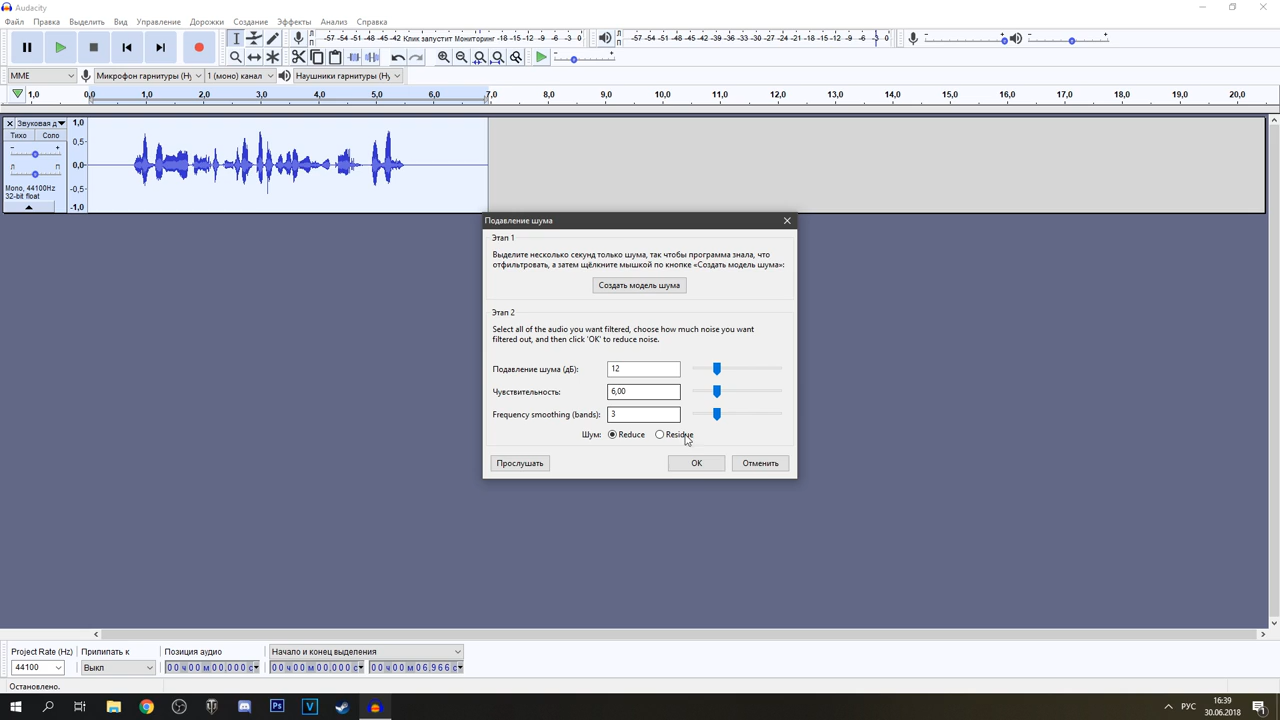 Audacity
Файл Правка Выделить Вид Управление Дорожки Создание Эффекты Анализ Справка
-57 -54 -51 -48 -45 -42 Клик запустит Мониторинг -18 -15 -12 -9 -6 -3 0
-57 -54 -51 -48 -45 -42 -39 -36 -33 -30 -27 -24 -21 -18 -15 -12 -9 -6 -3 0
MME
Микрофон гарнитуры (Ну
1 (моно) канал
Наушники гарнитуры (Ну
1,0 0,0 1,0 2,0 3,0 4,0 5,0 6,0 7,0 8,0 9,0 10,0 11,0 12,0 13,0 14,0 15,0 16,0 17,0 18,0 19,0 20,0
Звуковая д
Тихо Соло
- +
Л П
Mono, 44100Hz
32-bit float
1,0
0,5
0,0
-0,5
-1,0
Подавление шума
Этап 1
Выделите несколько секунд только шума, так чтобы программа знала, что
отфильтровать, а затем щёлкните мышкой по кнопке «Создать модель шума»:
Создать модель шума
Этап 2
Select all of the audio you want filtered, choose how much noise you want
filtered out, and then click 'OK' to reduce noise.
Подавление шума (дБ): 12
Чувствительность: 6,00
Frequency smoothing (bands): 3
Шум: Reduce Residue
Прослушать OK Отменить
Project Rate (Hz) Прилипать к Позиция аудио Начало и конец выделения
44100 Выкл 00 ч 00 м 00,000 с 00 ч 00 м 00,000 с 00 ч 00 м 06,966 с
Остановлено.
РУС
16:39
30.06.2018